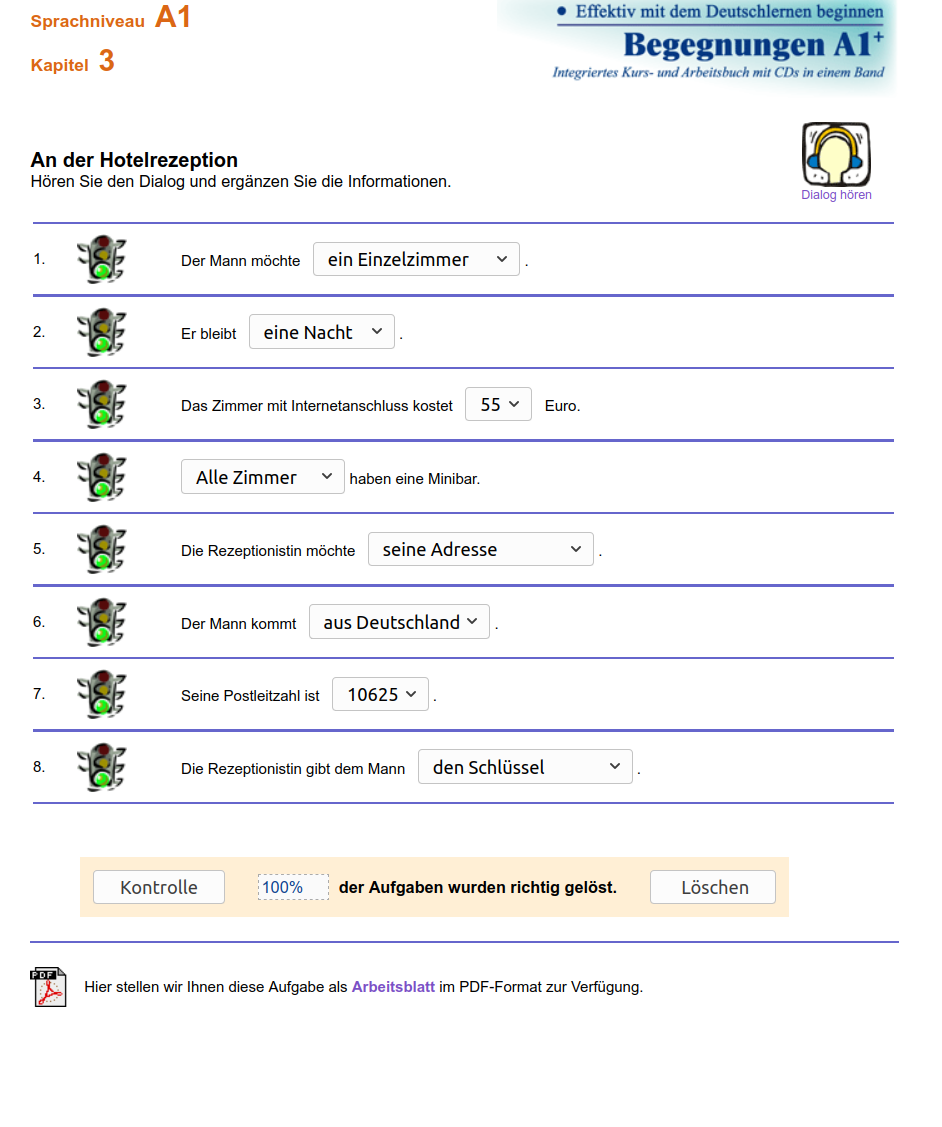 Sprachniveau A1
Kapitel 3
• Effektiv mit dem Deutschlernen beginnen
Begegnungen A1+
Integriertes Kurs- und Arbeitsbuch mit CDs in einem Band
An der Hotelrezeption
Hören Sie den Dialog und ergänzen Sie die Informationen.
Dialog hören
1. Der Mann möchte ein Einzelzimmer .
2. Er bleibt eine Nacht .
3. Das Zimmer mit Internetanschluss kostet 55 Euro.
4. Alle Zimmer haben eine Minibar.
5. Die Rezeptionistin möchte seine Adresse .
6. Der Mann kommt aus Deutschland .
7. Seine Postleitzahl ist 10625 .
8. Die Rezeptionistin gibt dem Mann den Schlüssel .
Kontrolle 100% der Aufgaben wurden richtig gelöst. Löschen
PDF
Hier stellen wir Ihnen diese Aufgabe als Arbeitsblatt im PDF-Format zur Verfügung.